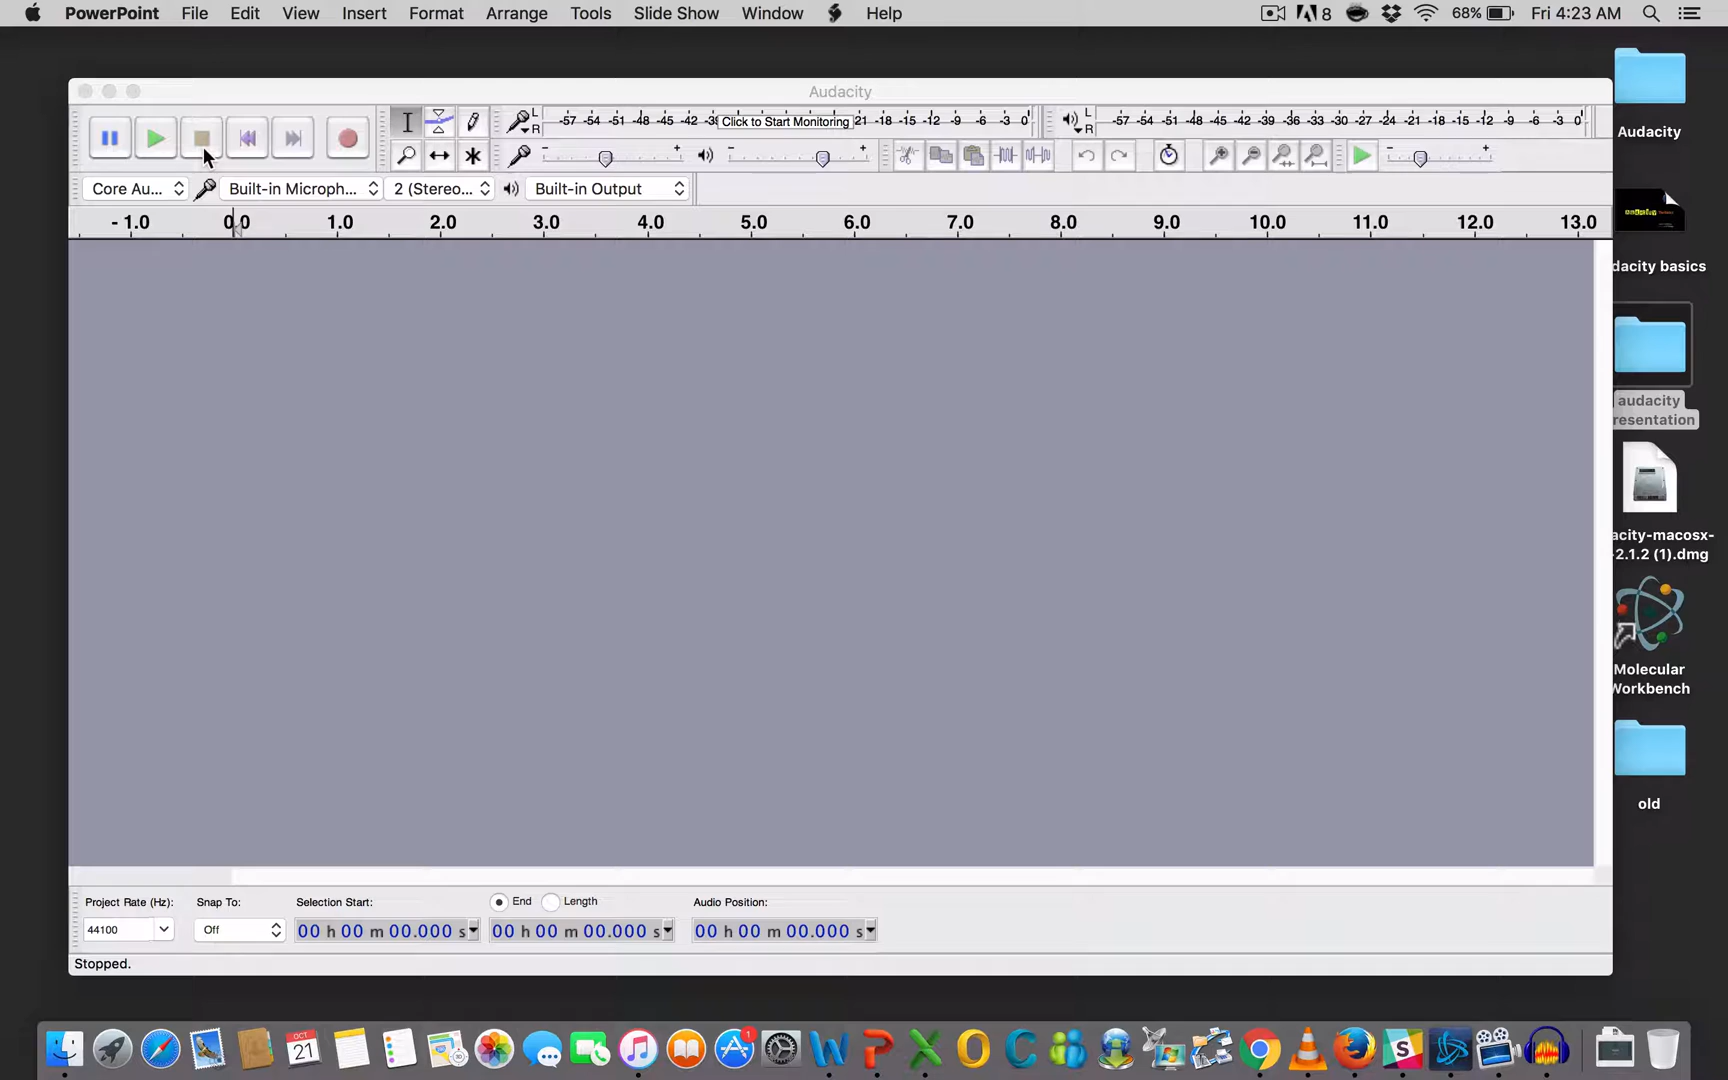 PowerPoint File Edit View Insert Format Arrange Tools Slide Show Window Help 8 68% Fri 4:23 AM
Audacity
L R -57 -54 -51 -48 -45 -42 -39 Click to Start Monitoring 21 -18 -15 -12 -9 -6 -3 0 L R -57 -54 -51 -48 -45 -42 -39 -36 -33 -30 -27 -24 -21 -18 -15 -12 -9 -6 -3 0
- + - + - +
Core Au... Built-in Microph... 2 (Stereo... Built-in Output
- 1.0 0.0 1.0 2.0 3.0 4.0 5.0 6.0 7.0 8.0 9.0 10.0 11.0 12.0 13.0
Audacity
dacity basics
audacity
resentation
acity-macosx-
2.1.2 (1).dmg
Molecular
Workbench
old
Project Rate (Hz): Snap To: Selection Start: End Length Audio Position:
44100 Off 00 h 00 m 00.000 s 00 h 00 m 00.000 s 00 h 00 m 00.000 s
Stopped.
OCT 21 1